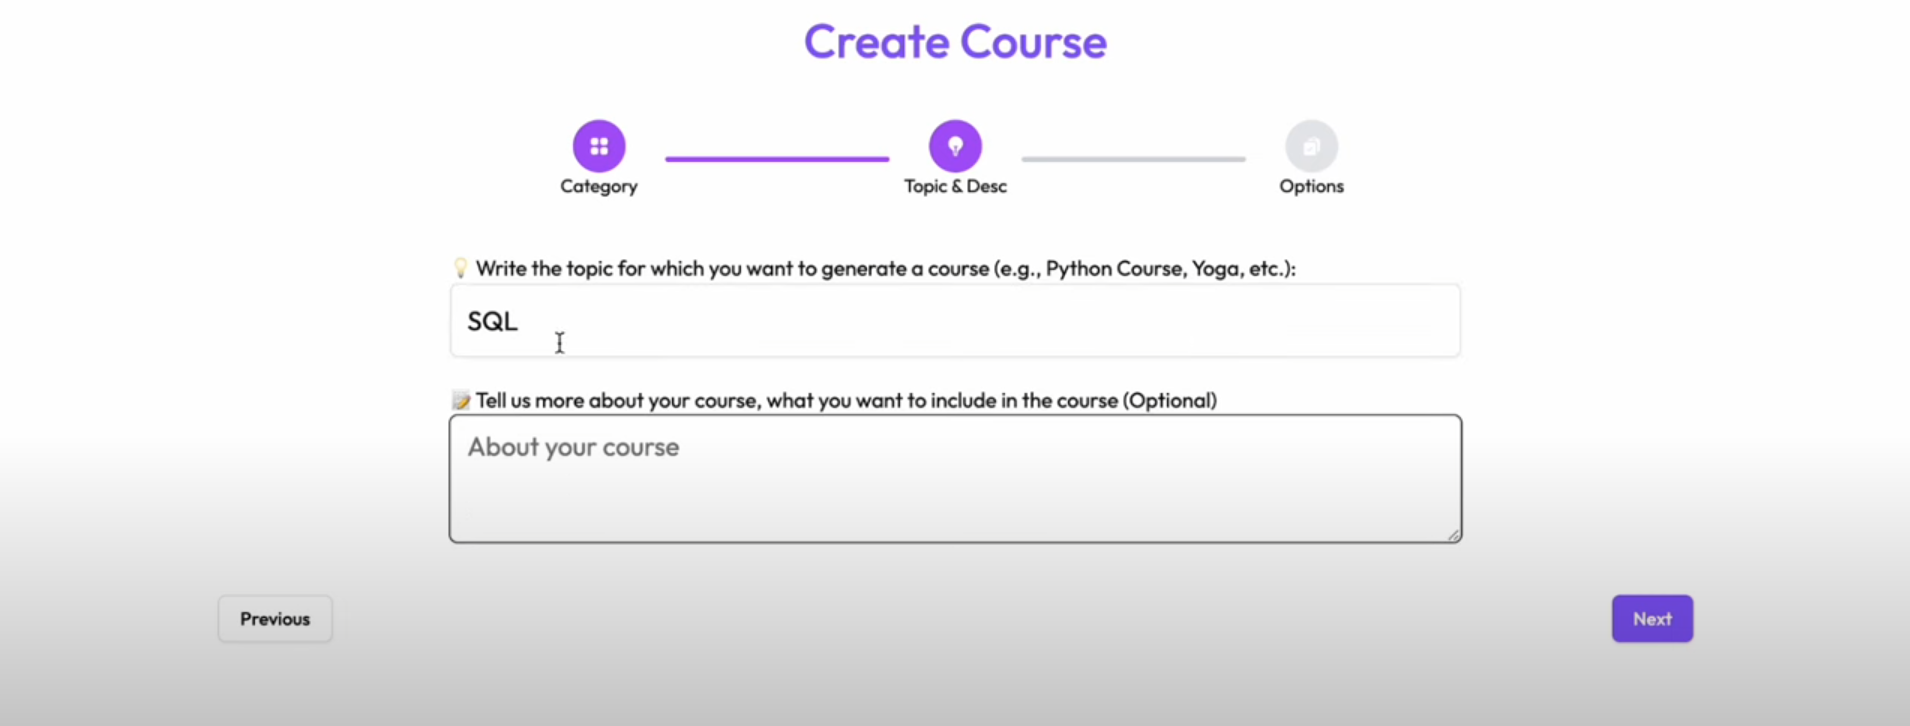 Create Course
Category
Topic & Desc
Options
💡 Write the topic for which you want to generate a course (e.g., Python Course, Yoga, etc.):
SQL
📝 Tell us more about your course, what you want to include in the course (Optional)
About your course
Previous
Next